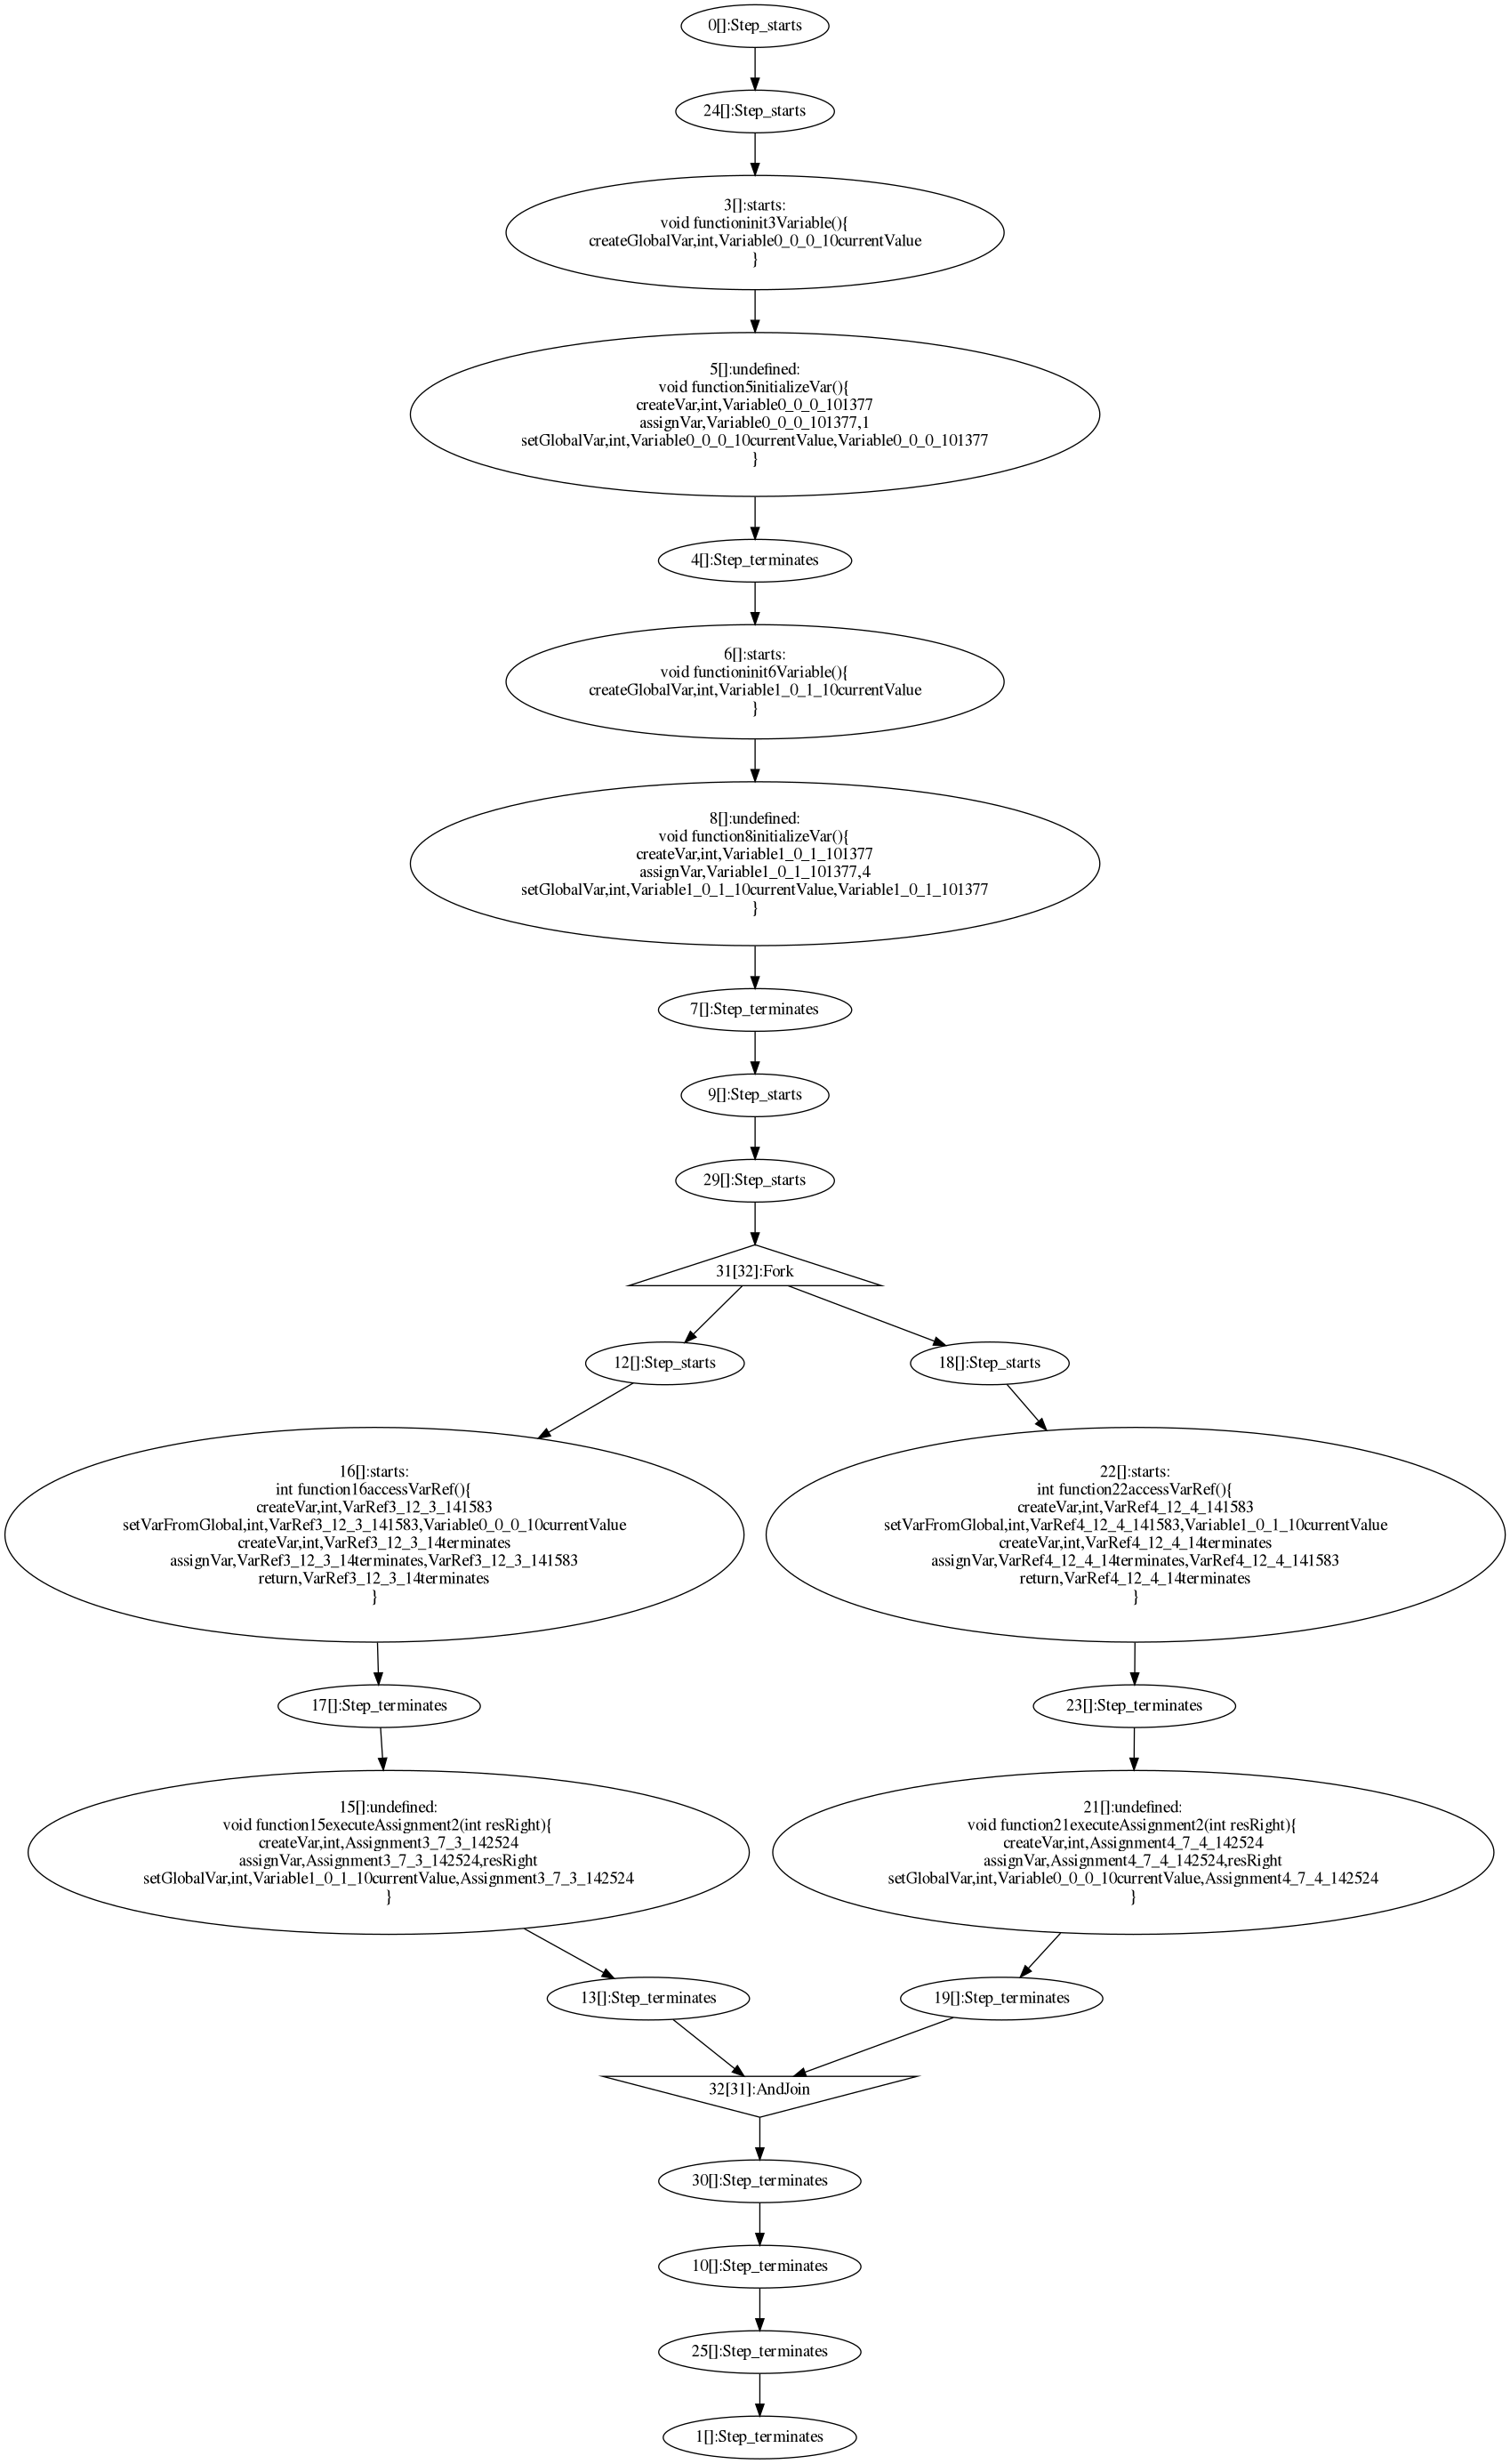 0[]:Step_starts
24[]:Step_starts
3[]:starts:
void functioninit3Variable(){
createGlobalVar,int,Variable0_0_0_10currentValue
}
5[]:undefined:
void function5initializeVar(){
createVar,int,Variable0_0_0_101377
assignVar,Variable0_0_0_101377,1
setGlobalVar,int,Variable0_0_0_10currentValue,Variable0_0_0_101377
}
4[]:Step_terminates
6[]:starts:
void functioninit6Variable(){
createGlobalVar,int,Variable1_0_1_10currentValue
}
8[]:undefined:
void function8initializeVar(){
createVar,int,Variable1_0_1_101377
assignVar,Variable1_0_1_101377,4
setGlobalVar,int,Variable1_0_1_10currentValue,Variable1_0_1_101377
}
7[]:Step_terminates
9[]:Step_starts
29[]:Step_starts
31[32]:Fork
12[]:Step_starts
18[]:Step_starts
16[]:starts:
int function16accessVarRef(){
createVar,int,VarRef3_12_3_141583
setVarFromGlobal,int,VarRef3_12_3_141583,Variable0_0_0_10currentValue
createVar,int,VarRef3_12_3_14terminates
assignVar,VarRef3_12_3_14terminates,VarRef3_12_3_141583
return,VarRef3_12_3_14terminates
}
22[]:starts:
int function22accessVarRef(){
createVar,int,VarRef4_12_4_141583
setVarFromGlobal,int,VarRef4_12_4_141583,Variable1_0_1_10currentValue
createVar,int,VarRef4_12_4_14terminates
assignVar,VarRef4_12_4_14terminates,VarRef4_12_4_141583
return,VarRef4_12_4_14terminates
}
17[]:Step_terminates
23[]:Step_terminates
15[]:undefined:
void function15executeAssignment2(int resRight){
createVar,int,Assignment3_7_3_142524
assignVar,Assignment3_7_3_142524,resRight
setGlobalVar,int,Variable1_0_1_10currentValue,Assignment3_7_3_142524
}
21[]:undefined:
void function21executeAssignment2(int resRight){
createVar,int,Assignment4_7_4_142524
assignVar,Assignment4_7_4_142524,resRight
setGlobalVar,int,Variable0_0_0_10currentValue,Assignment4_7_4_142524
}
13[]:Step_terminates
19[]:Step_terminates
32[31]:AndJoin
30[]:Step_terminates
10[]:Step_terminates
25[]:Step_terminates
1[]:Step_terminates